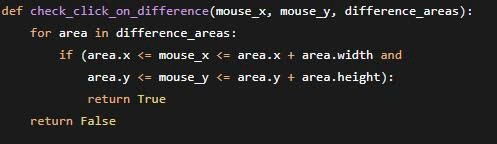 def check_click_on_difference(mouse_x, mouse_y, difference_areas):
    for area in difference_areas:
        if (area.x <= mouse_x <= area.x + area.width and
            area.y <= mouse_y <= area.y + area.height):
            return True
    return False